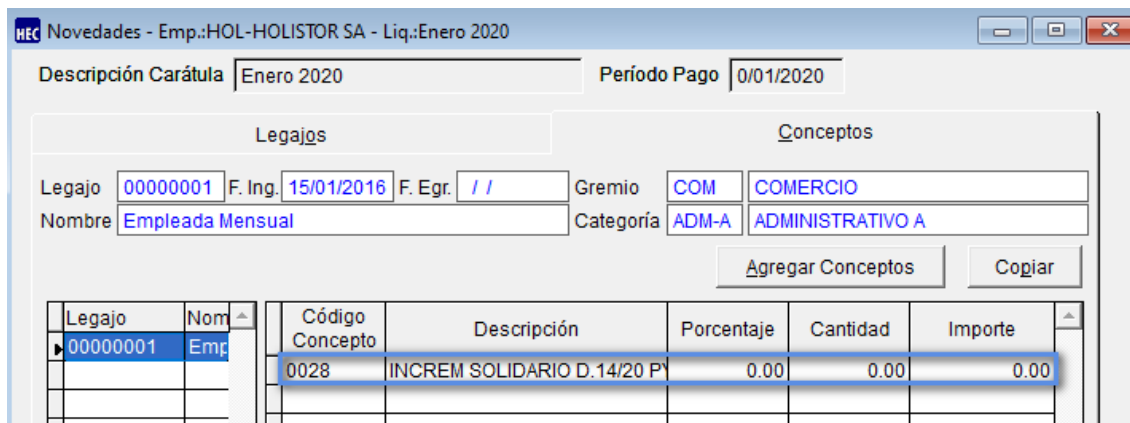 HEC Novedades - Emp.:HOL-HOLISTOR SA - Liq.:Enero 2020
Descripción Carátula Enero 2020 Período Pago 0/01/2020
Legajos Conceptos
Legajo 00000001 F. Ing. 15/01/2016 F. Egr. / / Gremio COM COMERCIO
Nombre Empleada Mensual Categoría ADM-A ADMINISTRATIVO A
Agregar Conceptos Copiar
Legajo Nom Código Concepto Descripción Porcentaje Cantidad Importe
00000001 Emp 0028 INCREM SOLIDARIO D.14/20 PY 0.00 0.00 0.00